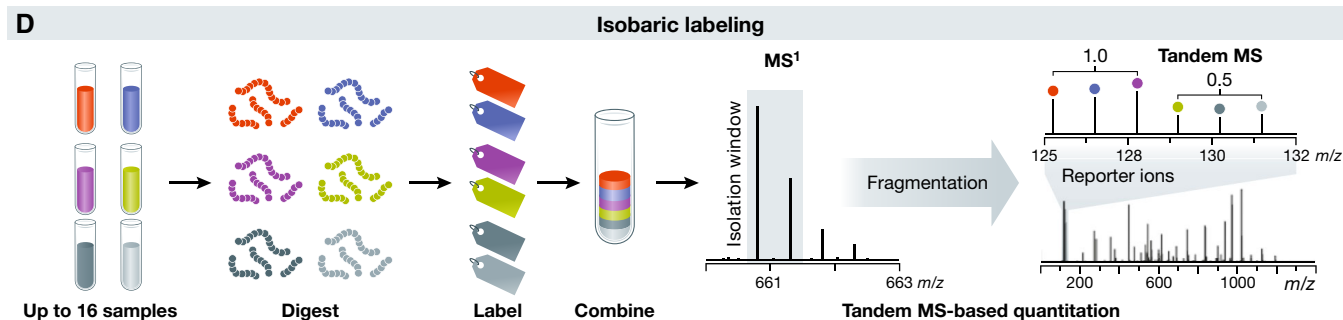 D
Isobaric labeling
Up to 16 samples
Digest
Label
Combine
MS¹
Isolation window
661
663 m/z
Fragmentation
Tandem MS
1.0
0.5
125
128
130
132 m/z
Reporter ions
200
600
1000
m/z
Tandem MS-based quantitation